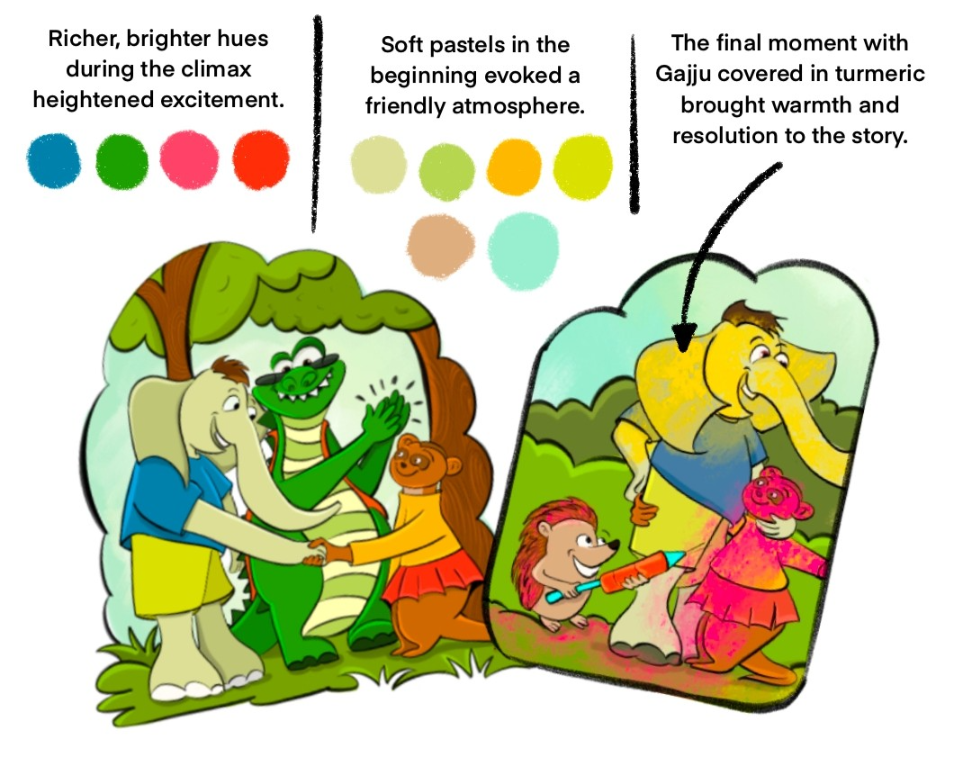 Richer, brighter hues
during the climax
heightened excitement.
Soft pastels in the
beginning evoked a
friendly atmosphere.
The final moment with
Gajju covered in turmeric
brought warmth and
resolution to the story.